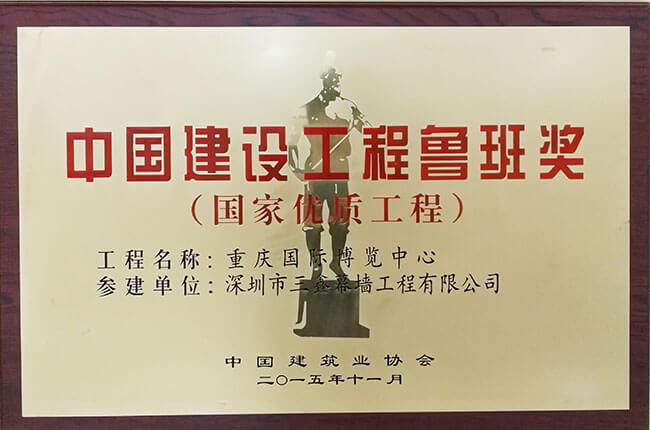 中国建设工程鲁班奖
（国家优质工程）
工程名称：重庆国际博览中心
参建单位：深圳市三鑫幕墙工程有限公司
中国建筑业协会
二〇一五年十一月